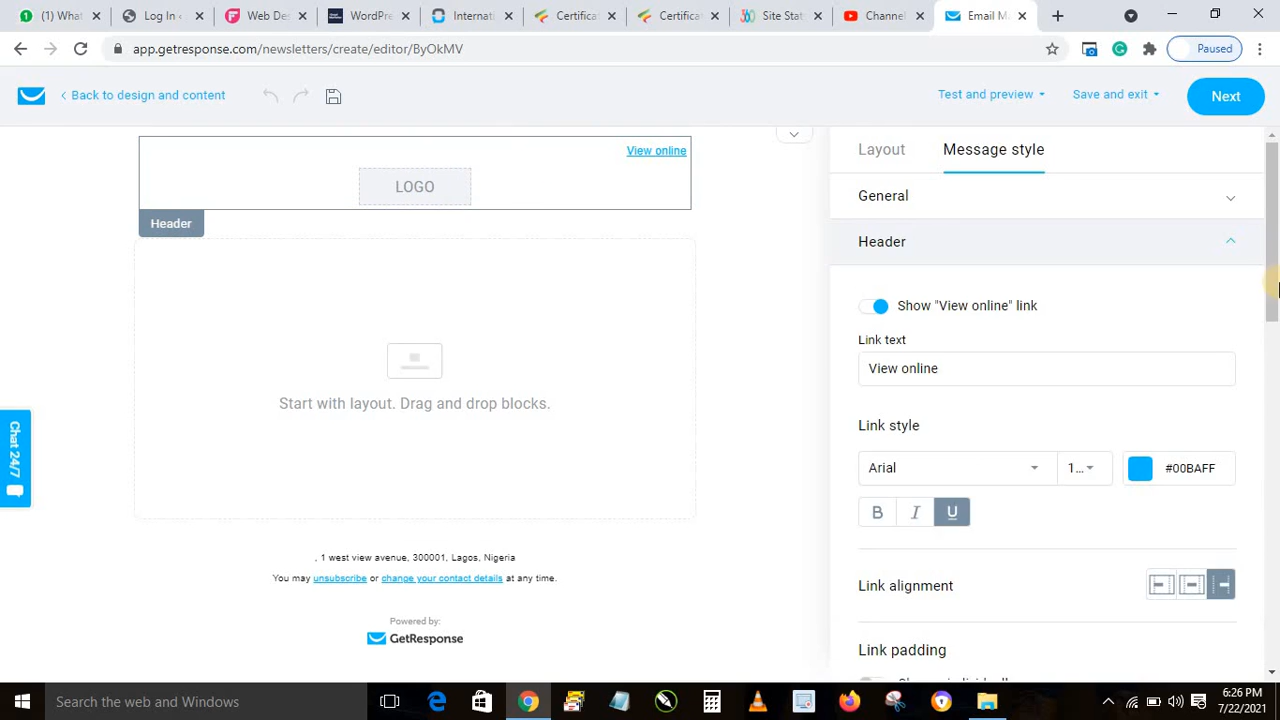 (1) What
Log In
Web De
WordPre
Interna
Certifica
Certifica
Site Sta
Channel
Email M
app.getresponse.com/newsletters/create/editor/ByOkMV
Paused
Back to design and content
Test and preview
Save and exit
Next
View online
LOGO
Header
Start with layout. Drag and drop blocks.
, 1 west view avenue, 300001, Lagos, Nigeria
You may unsubscribe or change your contact details at any time.
Powered by:
GetResponse
Chat 24/7
Layout
Message style
General
Header
Show "View online" link
Link text
View online
Link style
Arial
1...
#00BAFF
B I U
Link alignment
Link padding
Search the web and Windows
6:26 PM
7/22/2021